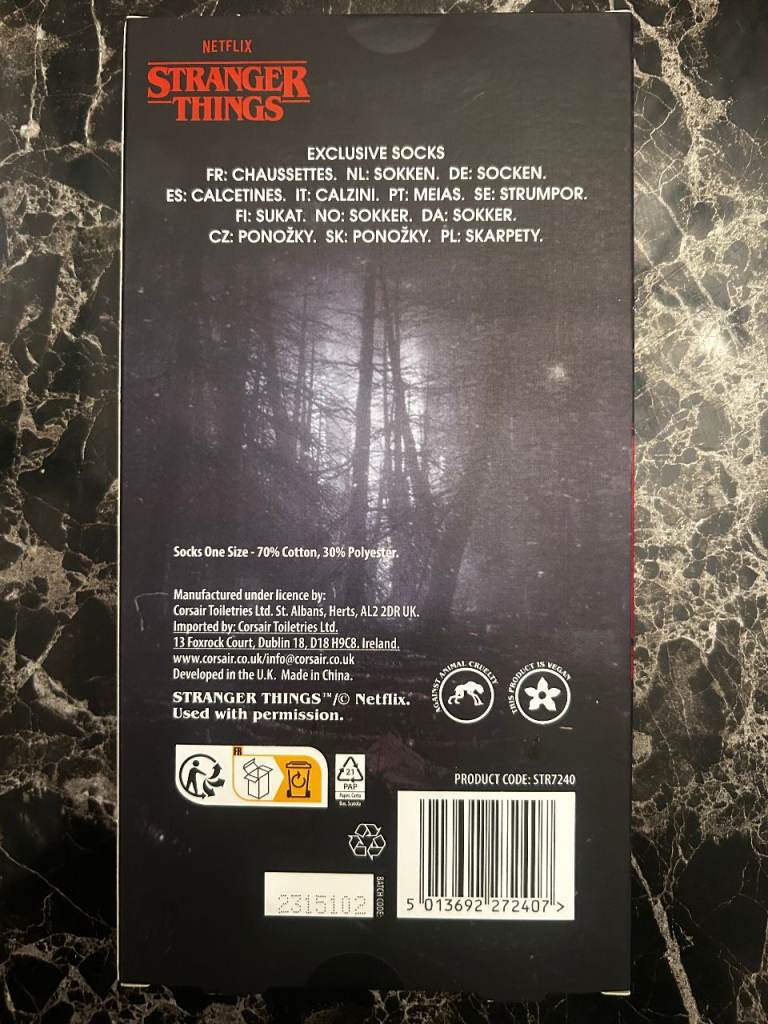 NETFLIX
STRANGER
THINGS
EXCLUSIVE SOCKS
FR: CHAUSSETTES. NL: SOKKEN. DE: SOCKEN.
ES: CALCETINES. IT: CALZINI. PT: MEIAS. SE: STRUMPOR.
FI: SUKAT. NO: SOKKER. DA: SOKKER.
CZ: PONOŽKY. SK: PONOŽKY. PL: SKARPETY.
Socks One Size - 70% Cotton, 30% Polyester.
Manufactured under licence by:
Corsair Toiletries Ltd. St. Albans, Herts, AL2 2DR UK.
Imported by: Corsair Toiletries Ltd.
13 Foxrock Court, Dublin 18, D18 H9C8. Ireland.
www.corsair.co.uk/info@corsair.co.uk
Developed in the U.K. Made in China.
STRANGER THINGS™/© Netflix.
Used with permission.
AGAINST ANIMAL CRUELTY
THIS PRODUCT IS VEGAN
FR
21
PAP
PRODUCT CODE: STR7240
BATCH CODE:
2315102
5 013692 272407 >